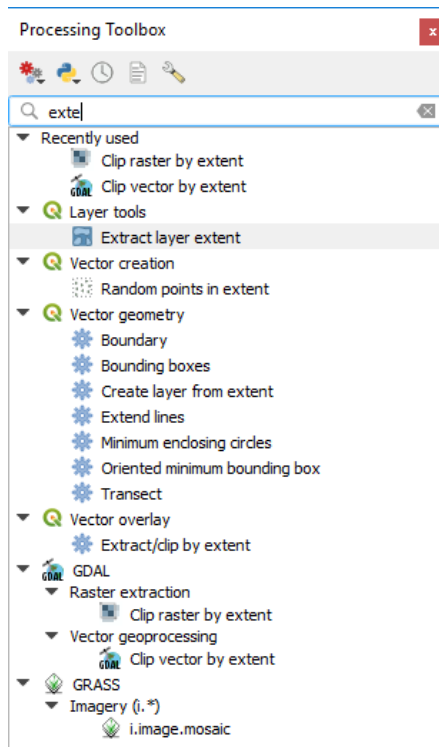 Processing Toolbox
x
exte
Recently used
Clip raster by extent
GDAL Clip vector by extent
Layer tools
Extract layer extent
Vector creation
Random points in extent
Vector geometry
Boundary
Bounding boxes
Create layer from extent
Extend lines
Minimum enclosing circles
Oriented minimum bounding box
Transect
Vector overlay
Extract/clip by extent
GDAL GDAL
Raster extraction
Clip raster by extent
Vector geoprocessing
GDAL Clip vector by extent
GRASS
Imagery (i.*)
i.image.mosaic